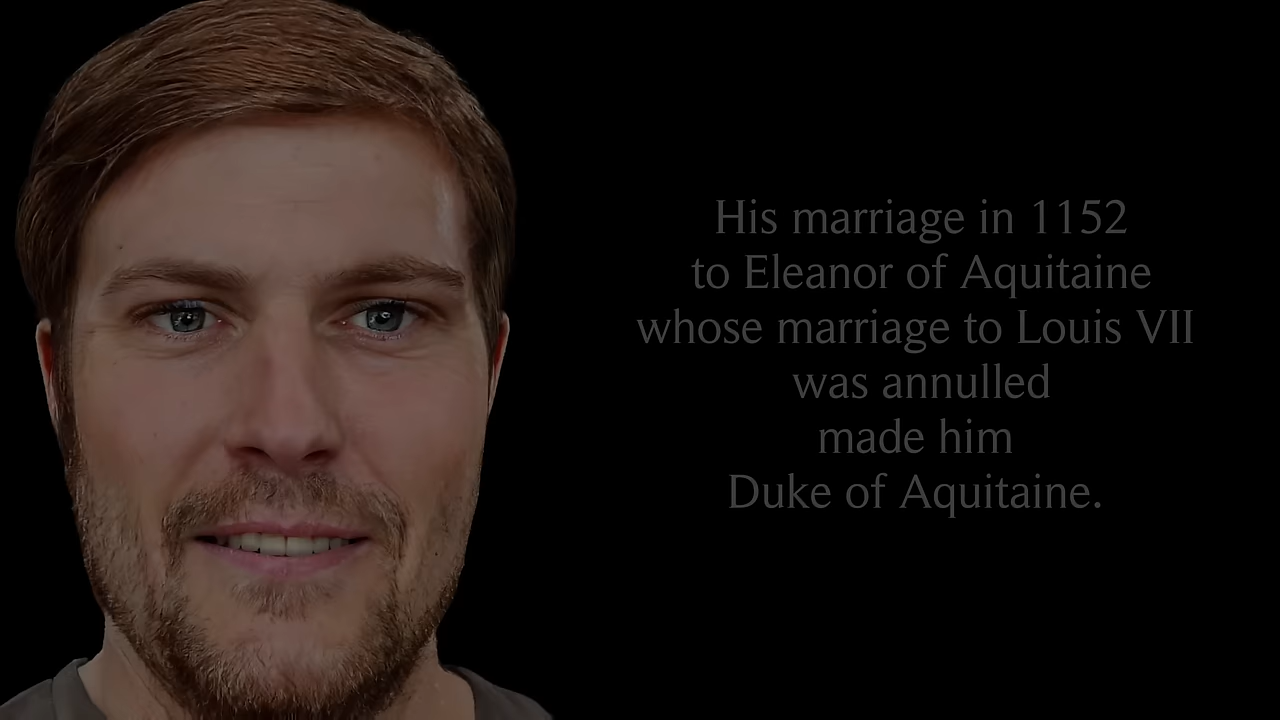 His marriage in 1152
to Eleanor of Aquitaine
whose marriage to Louis VII
was annulled
made him
Duke of Aquitaine.